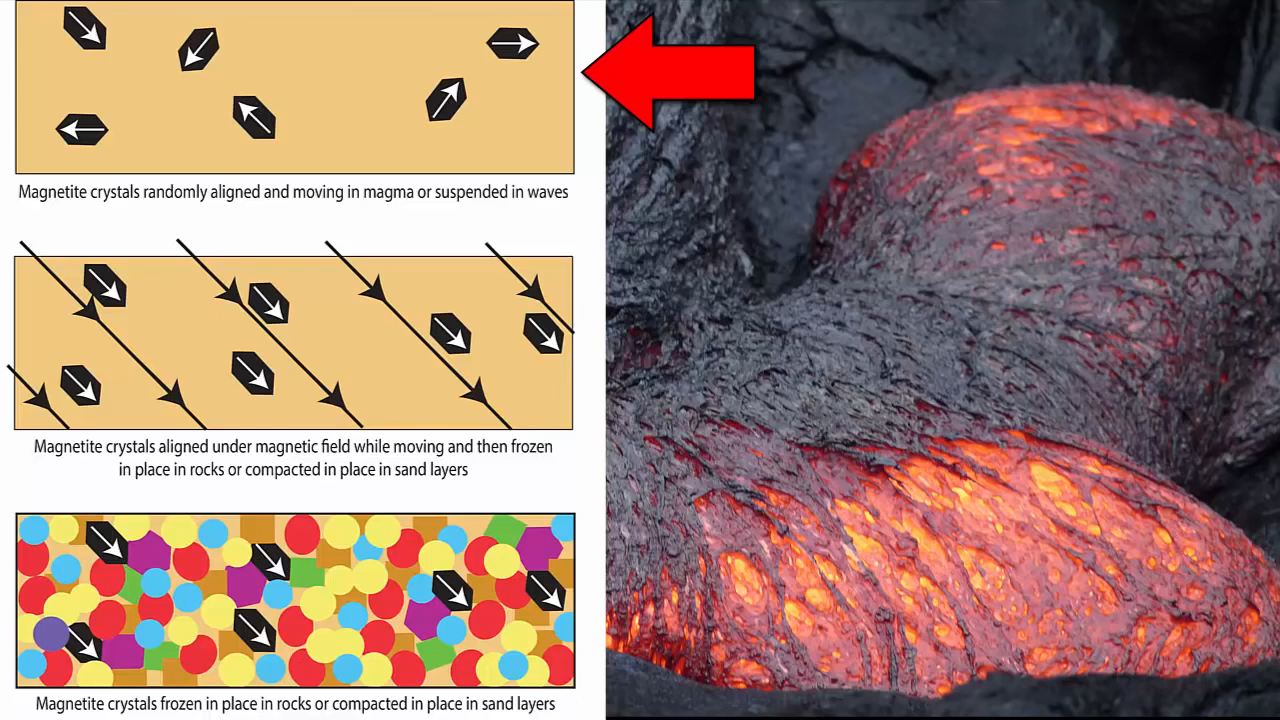 Magnetite crystals randomly aligned and moving in magma or suspended in waves
Magnetite crystals aligned under magnetic field while moving and then frozen
in place in rocks or compacted in place in sand layers
Magnetite crystals frozen in place in rocks or compacted in place in sand layers